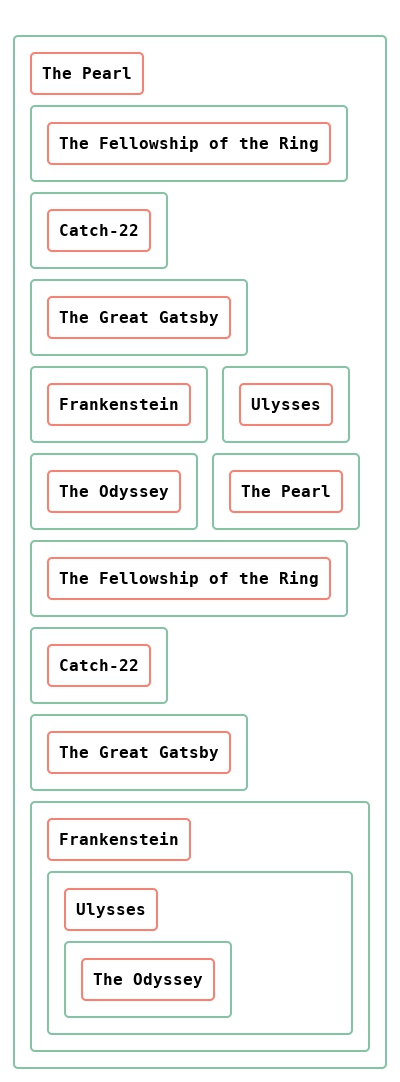 The Pearl
The Fellowship of the Ring
Catch-22
The Great Gatsby
Frankenstein Ulysses
The Odyssey The Pearl
The Fellowship of the Ring
Catch-22
The Great Gatsby
Frankenstein
Ulysses
The Odyssey